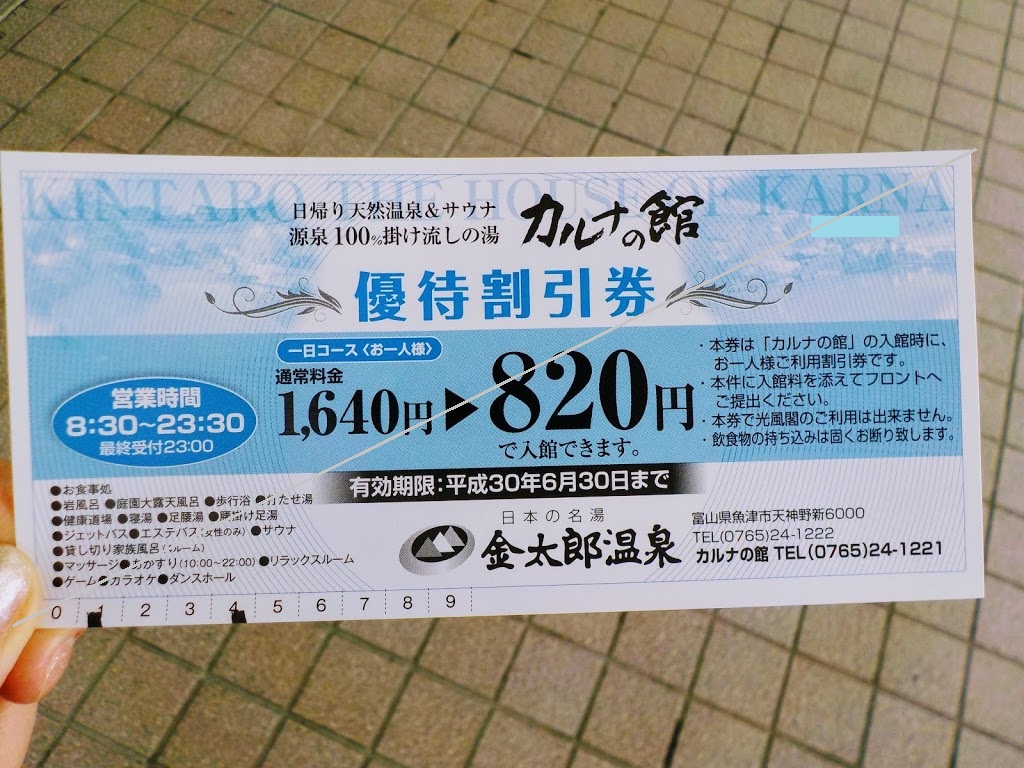 KINTARO THE HOUSE OF KARNA
日帰り天然温泉&サウナ
源泉100%掛け流しの湯
カルナの館
優待割引券
一日コース〈お一人様〉
通常料金
1,640円▶820円
で入館できます。
営業時間
8:30~23:30
最終受付23:00
・本券は「カルナの館」の入館時に、
お一人様ご利用割引券です。
・本件に入館料を添えてフロントへ
ご提出ください。
・本券で光風閣のご利用は出来ません。
・飲食物の持ち込みは固くお断り致します。
有効期限:平成30年6月30日まで
●お食事処
●岩風呂 ●庭園大露天風呂 ●歩行浴 ●打たせ湯
●健康道場 ●寝湯 ●足腰湯 ●腕掛け足湯
●ジェットバス ●エステバス(女性のみ) ●サウナ
●貸し切り家族風呂
●マッサージ ●あかすり(10:00~22:00) ●リラックスルーム
●ゲーム ●カラオケ ●ダンスホール
日本の名湯
金太郎温泉
富山県魚津市天神野新6000
TEL(0765)24-1222
カルナの館 TEL(0765)24-1221
0 1 2 3 4 5 6 7 8 9